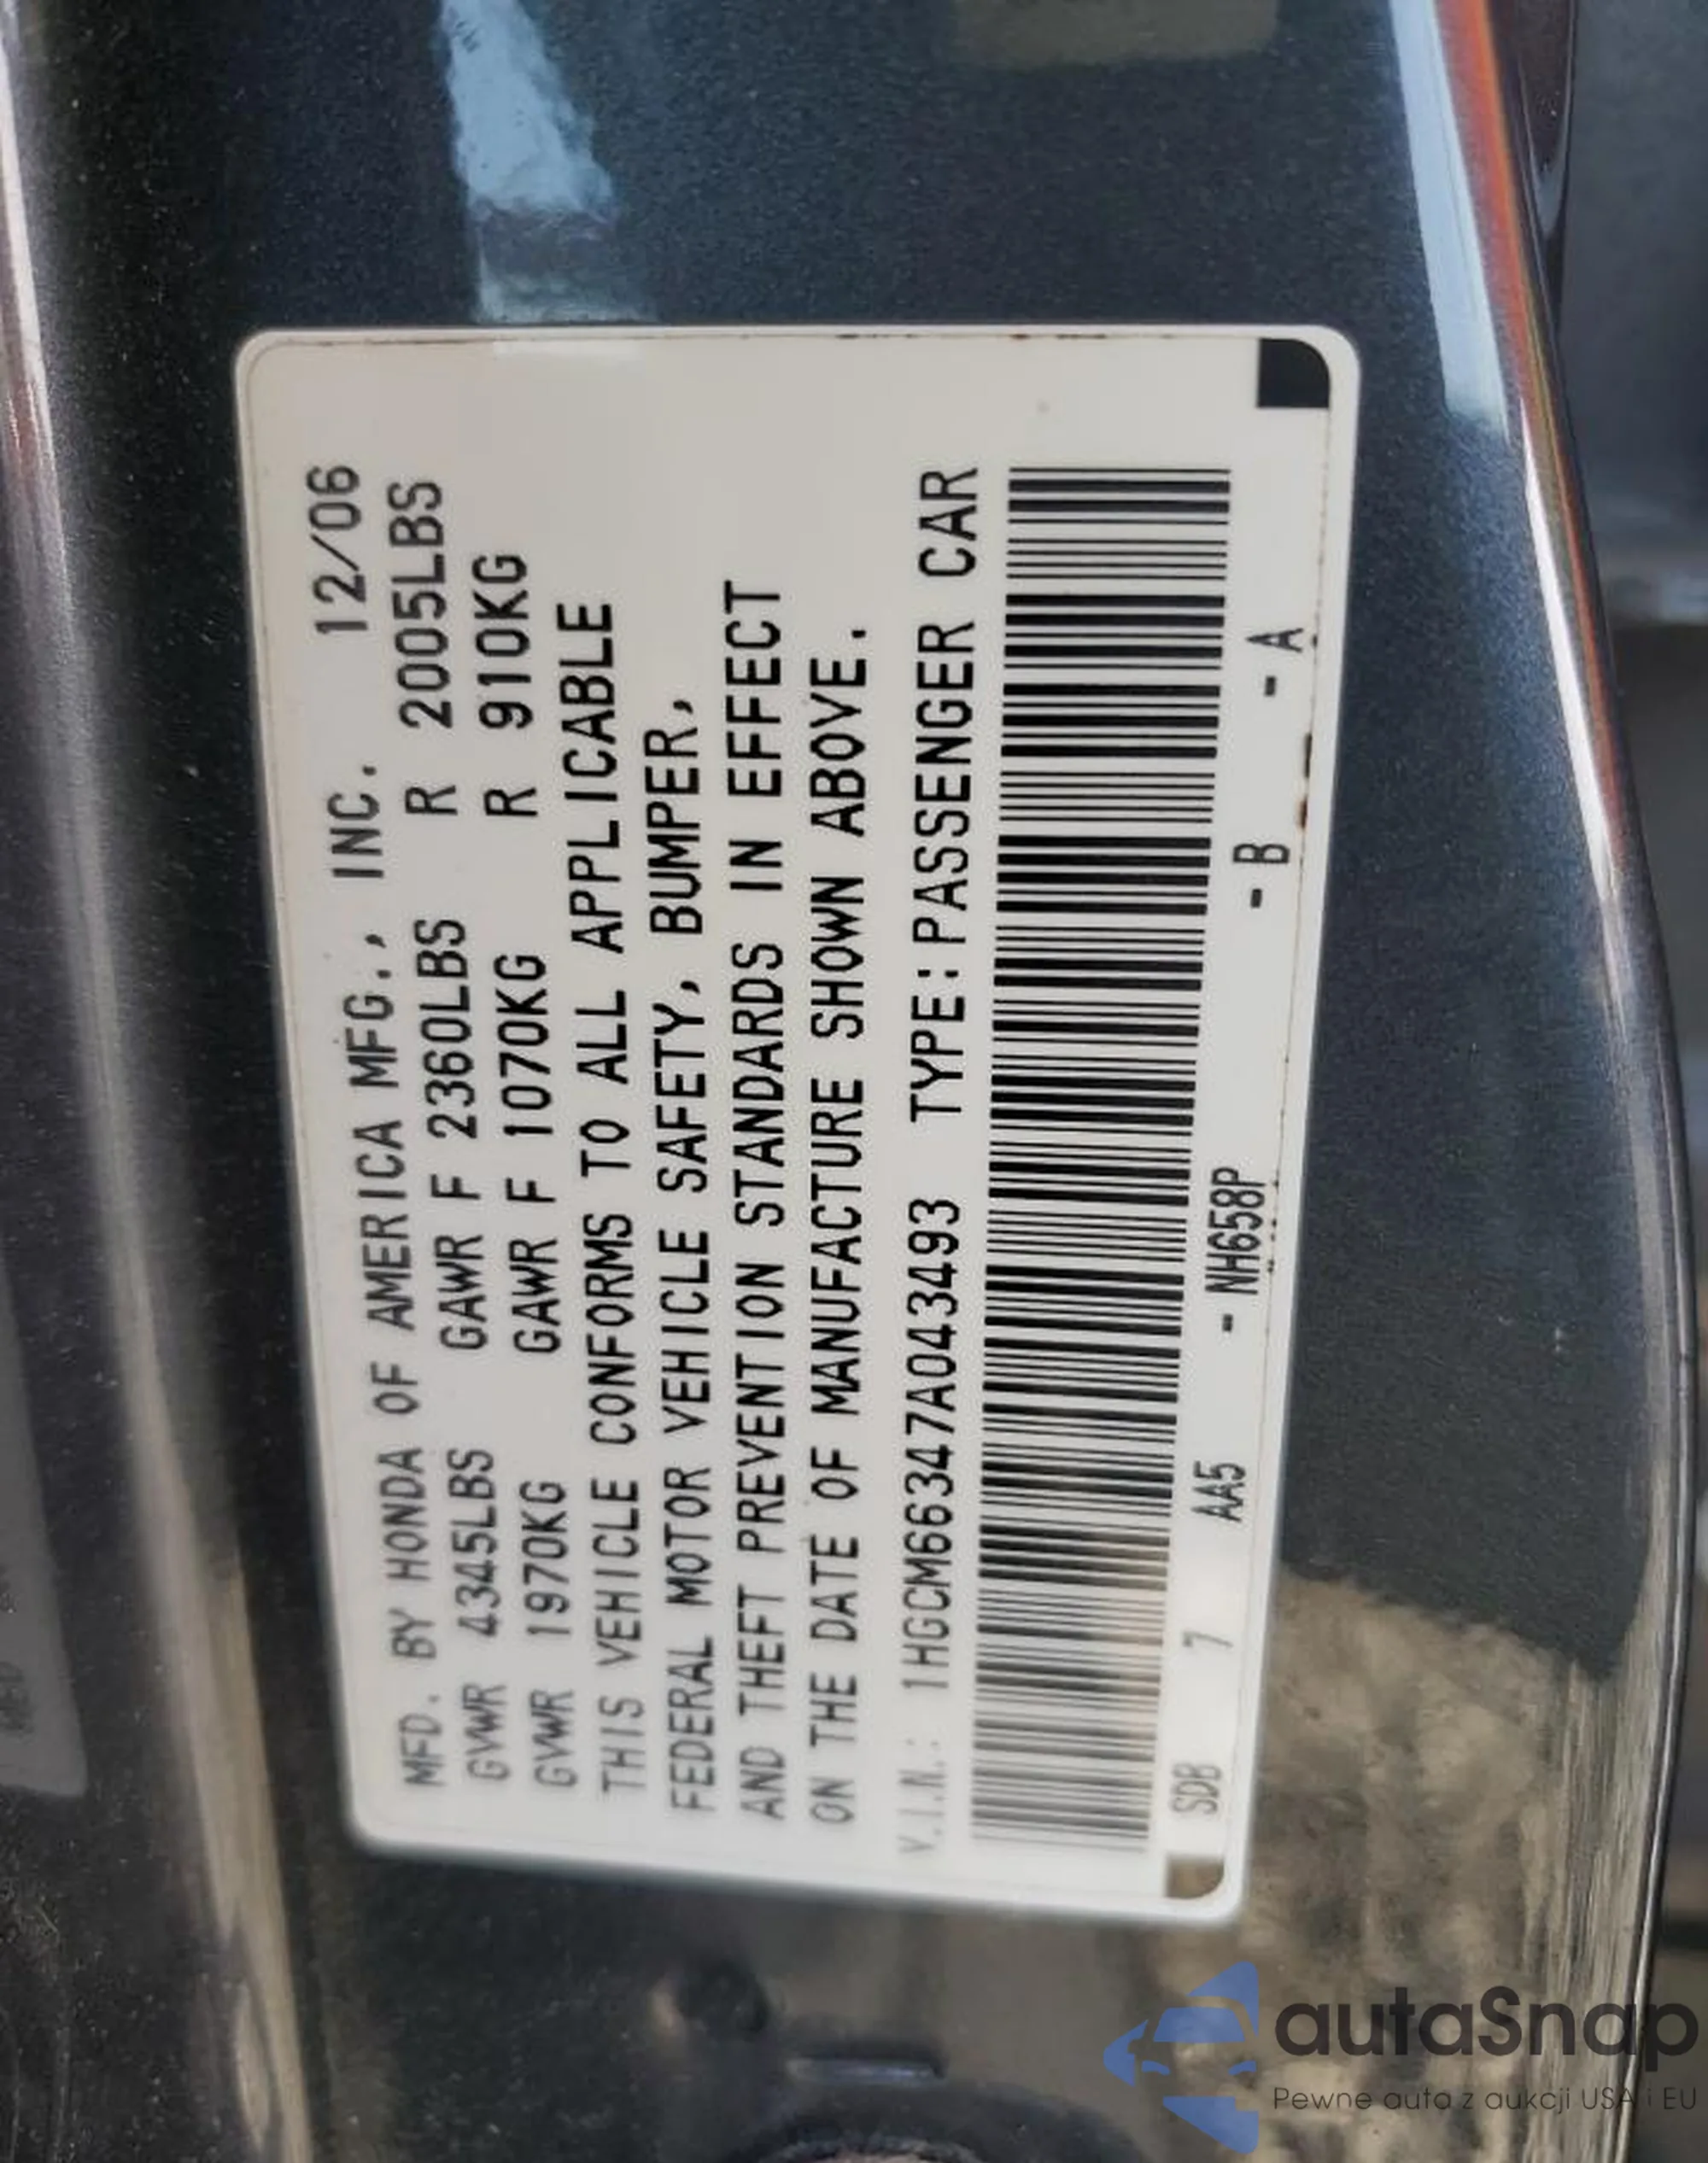 MFD. BY HONDA OF AMERICA MFG., INC. 12/06
GVWR 4345LBS GAWR F 2360LBS R 2005LBS
GVWR 1970KG GAWR F 1070KG R 910KG
THIS VEHICLE CONFORMS TO ALL APPLICABLE
FEDERAL MOTOR VEHICLE SAFETY, BUMPER,
AND THEFT PREVENTION STANDARDS IN EFFECT
ON THE DATE OF MANUFACTURE SHOWN ABOVE.
V.I.N.: 1HGCM66347A043493 TYPE:PASSENGER CAR
SDB 7 AA5 - NH658P - B - A
autaSnap
Pewne auta z aukcji USA i EU